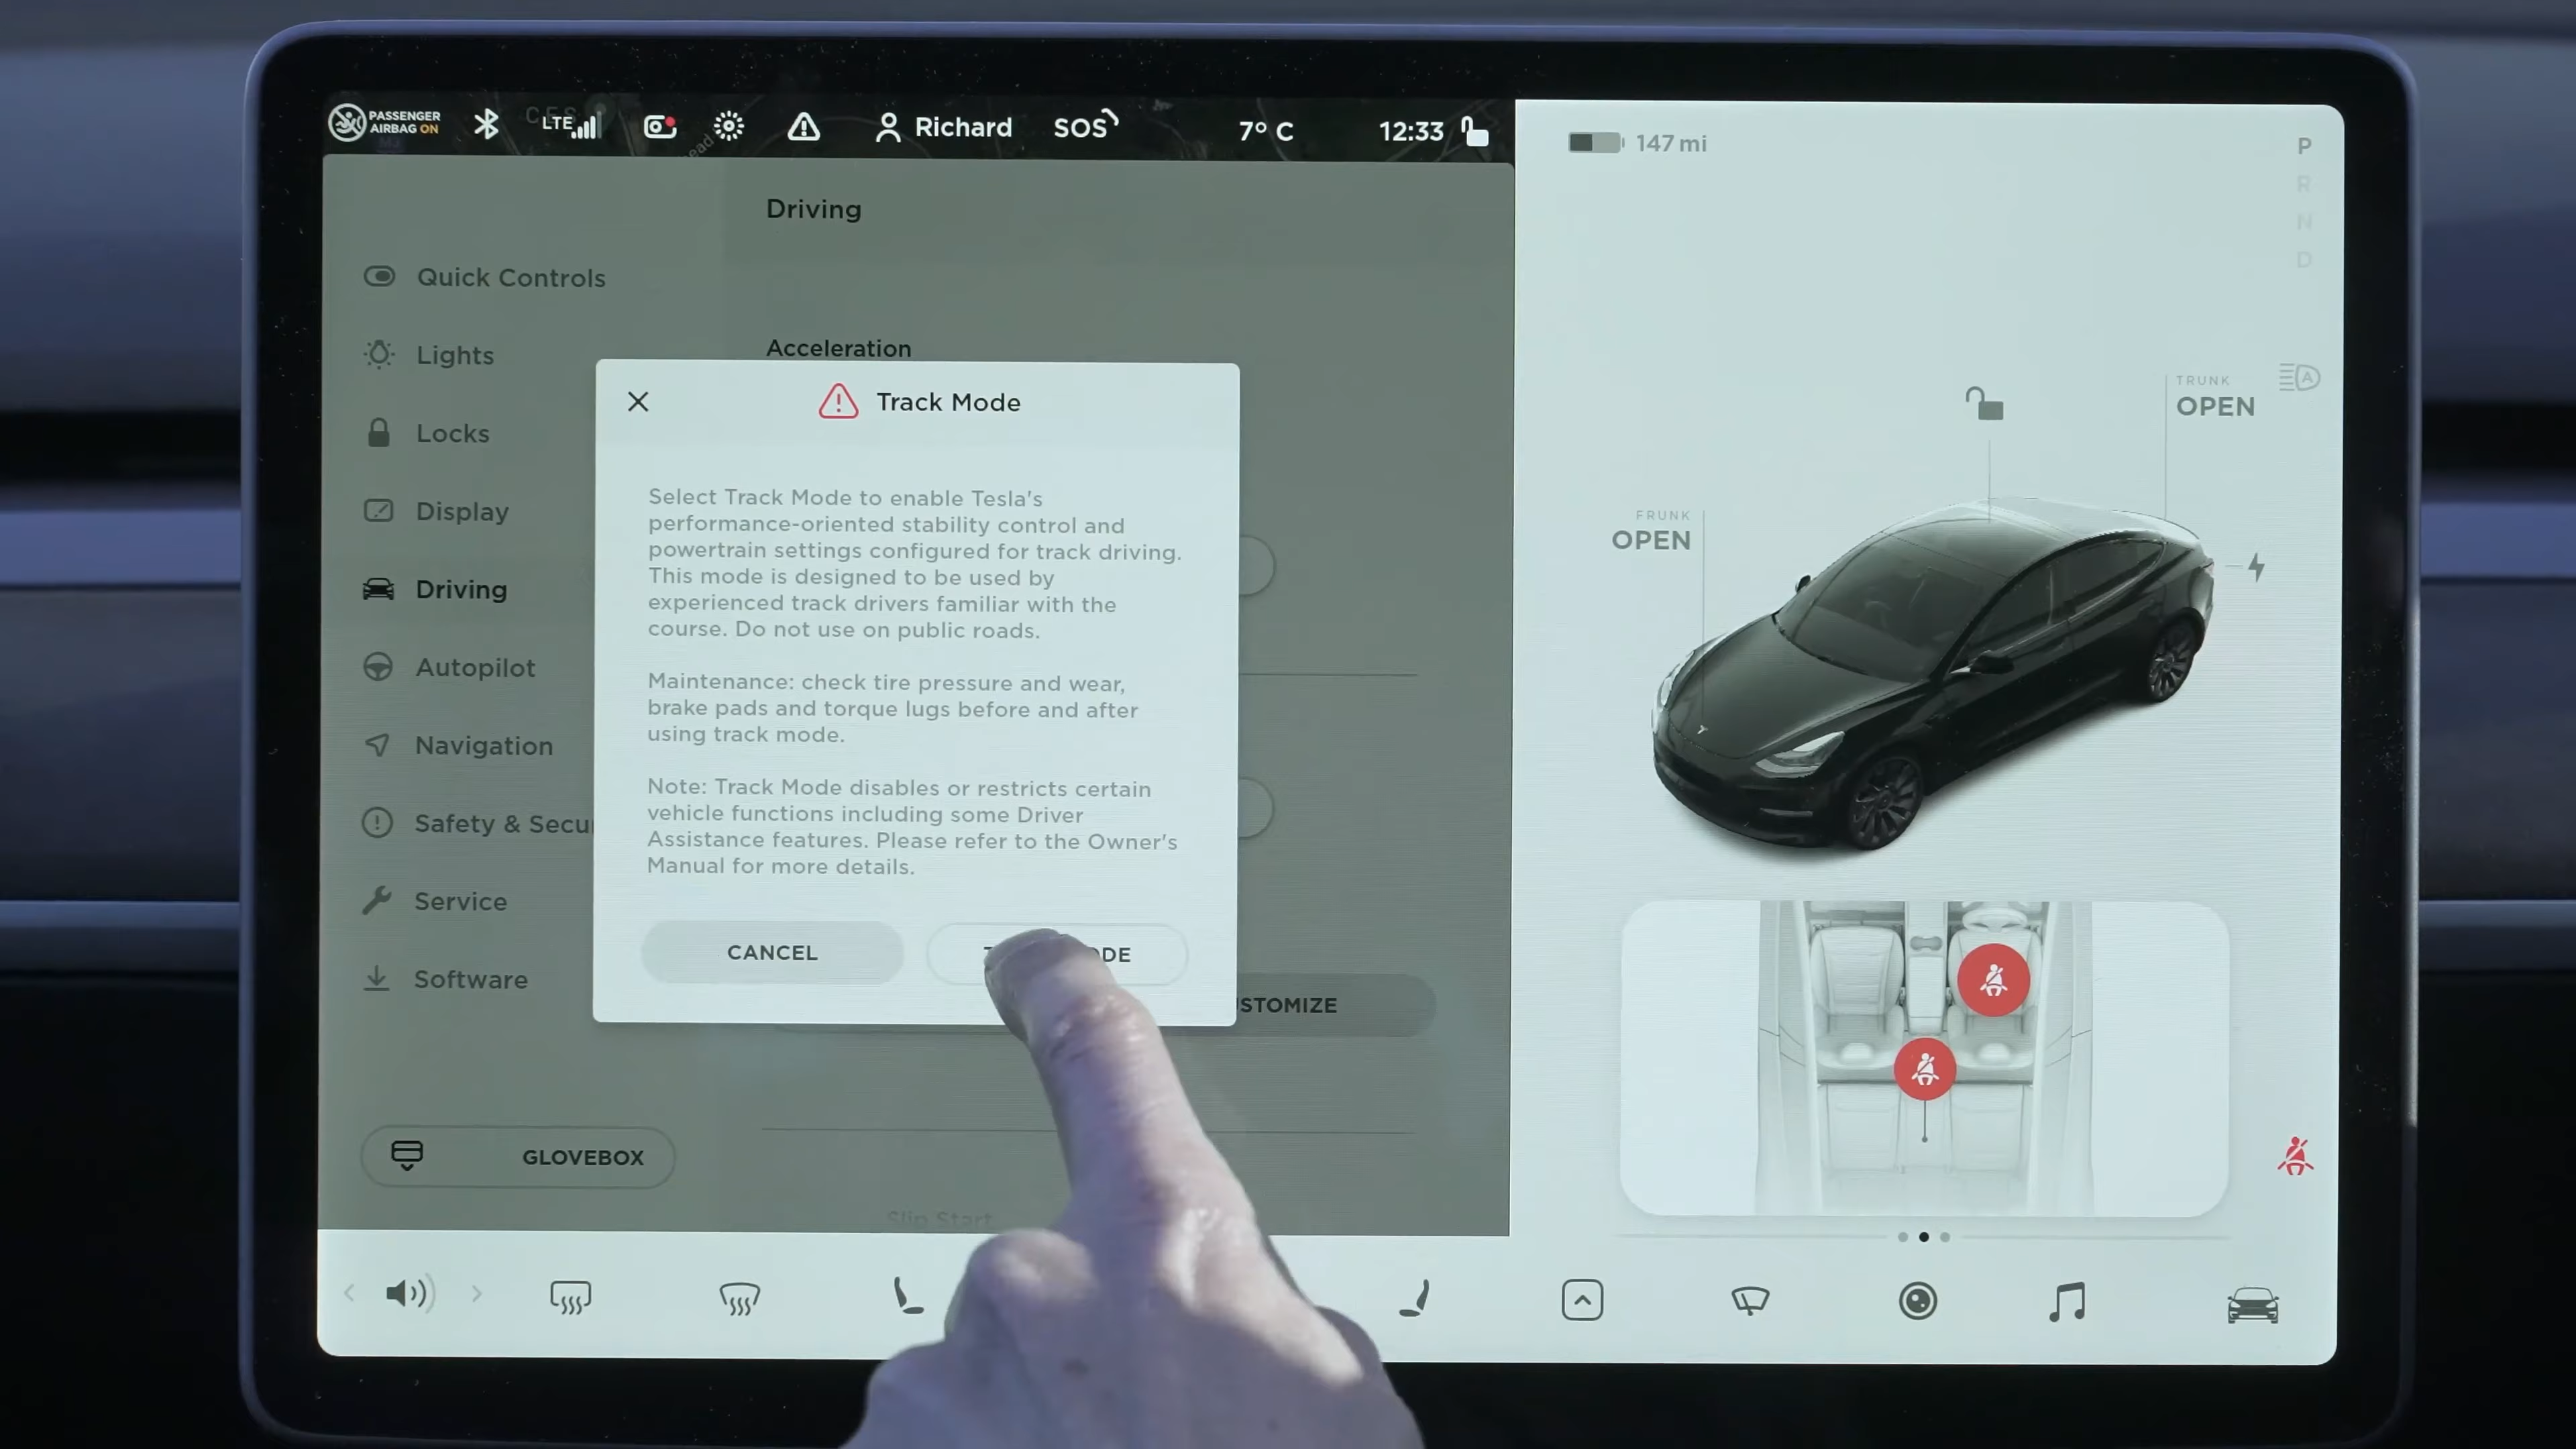 PASSENGER
AIRBAG ON
LTE
Richard
SOS
7° C
12:33
147 mi
P
R
N
D
Driving
Quick Controls
Lights
Locks
Display
Driving
Autopilot
Navigation
Safety & Secu
Service
Software
GLOVEBOX
Acceleration
Track Mode
Select Track Mode to enable Tesla's
performance-oriented stability control and
powertrain settings configured for track driving.
This mode is designed to be used by
experienced track drivers familiar with the
course. Do not use on public roads.
Maintenance: check tire pressure and wear,
brake pads and torque lugs before and after
using track mode.
Note: Track Mode disables or restricts certain
vehicle functions including some Driver
Assistance features. Please refer to the Owner's
Manual for more details.
CANCEL
T ODE
STOMIZE
Slip Start
TRUNK
OPEN
A
FRUNK
OPEN